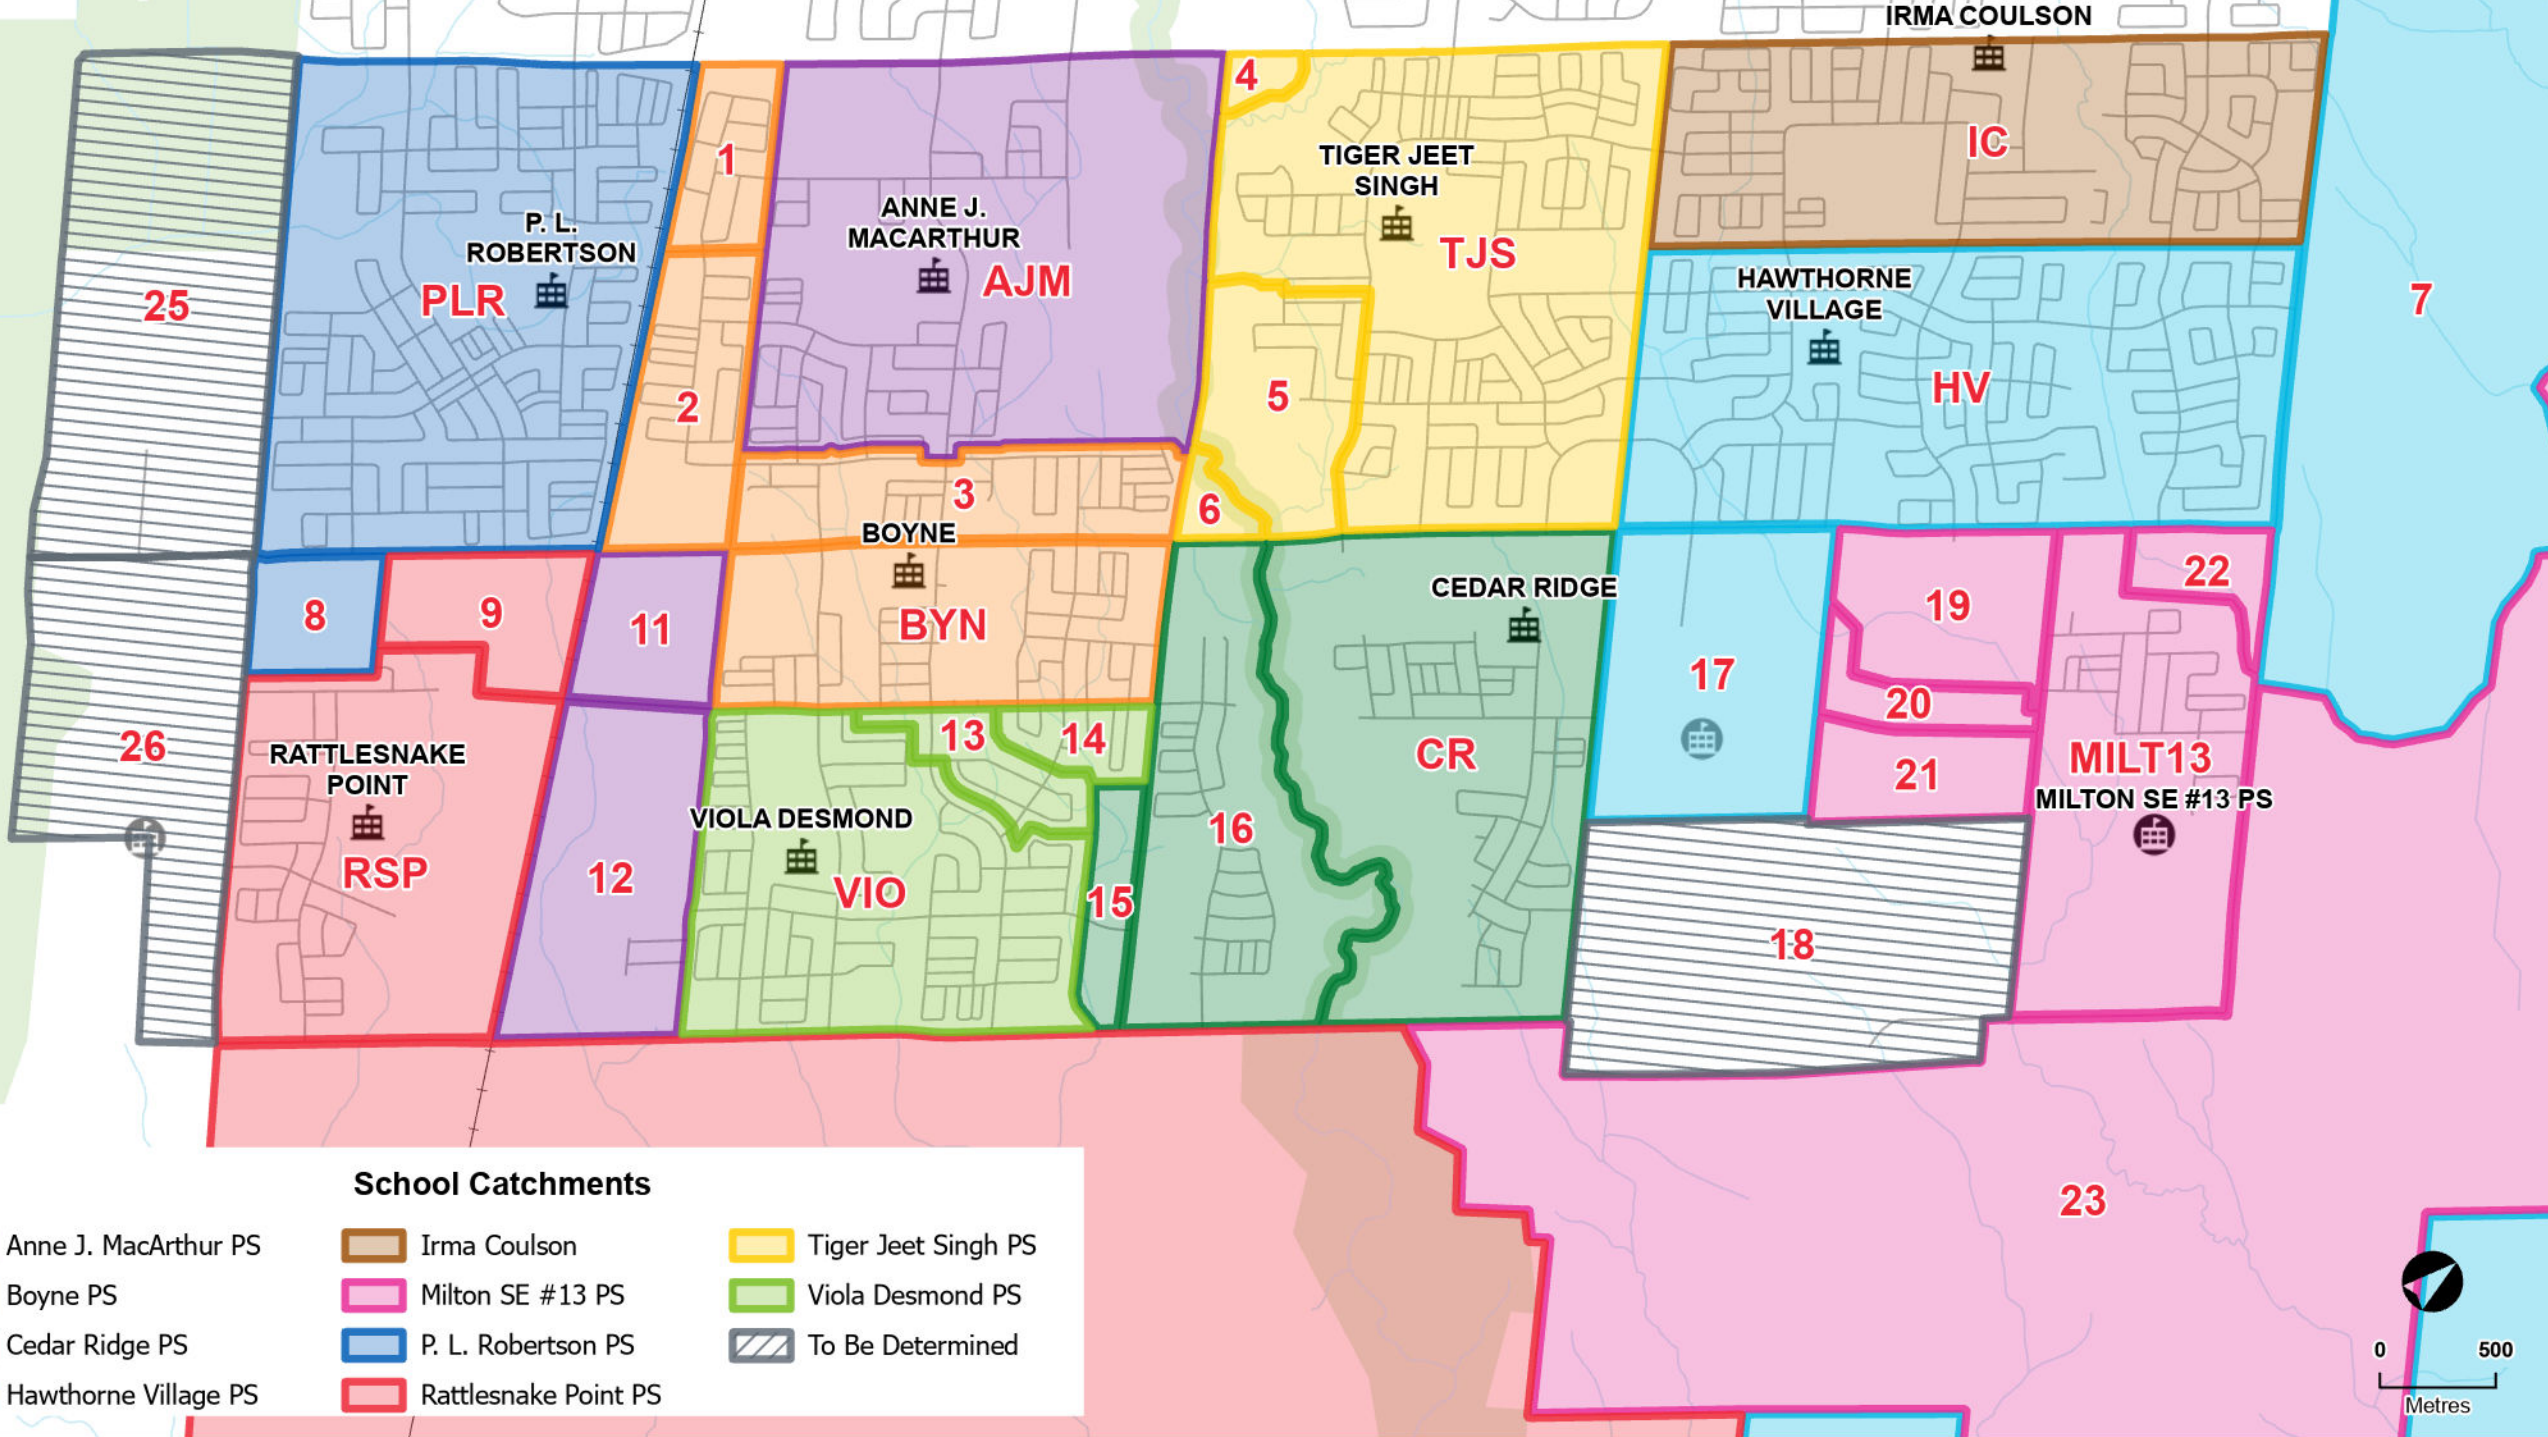 IRMA COULSON
IC
4
1
TIGER JEET
SINGH
TJS
P. L.
ROBERTSON
PLR
ANNE J.
MACARTHUR
AJM
HAWTHORNE
VILLAGE
HV
7
25
2
5
3
6
BOYNE
BYN
CEDAR RIDGE
CR
8
9
11
17
19
22
20
21
MILT13
MILTON SE #13 PS
26
RATTLESNAKE
POINT
RSP
12
13
14
VIOLA DESMOND
VIO
15
16
18
23
School Catchments
Anne J. MacArthur PS
Boyne PS
Cedar Ridge PS
Hawthorne Village PS
Irma Coulson
Milton SE #13 PS
P. L. Robertson PS
Rattlesnake Point PS
Tiger Jeet Singh PS
Viola Desmond PS
To Be Determined
0 500
Metres